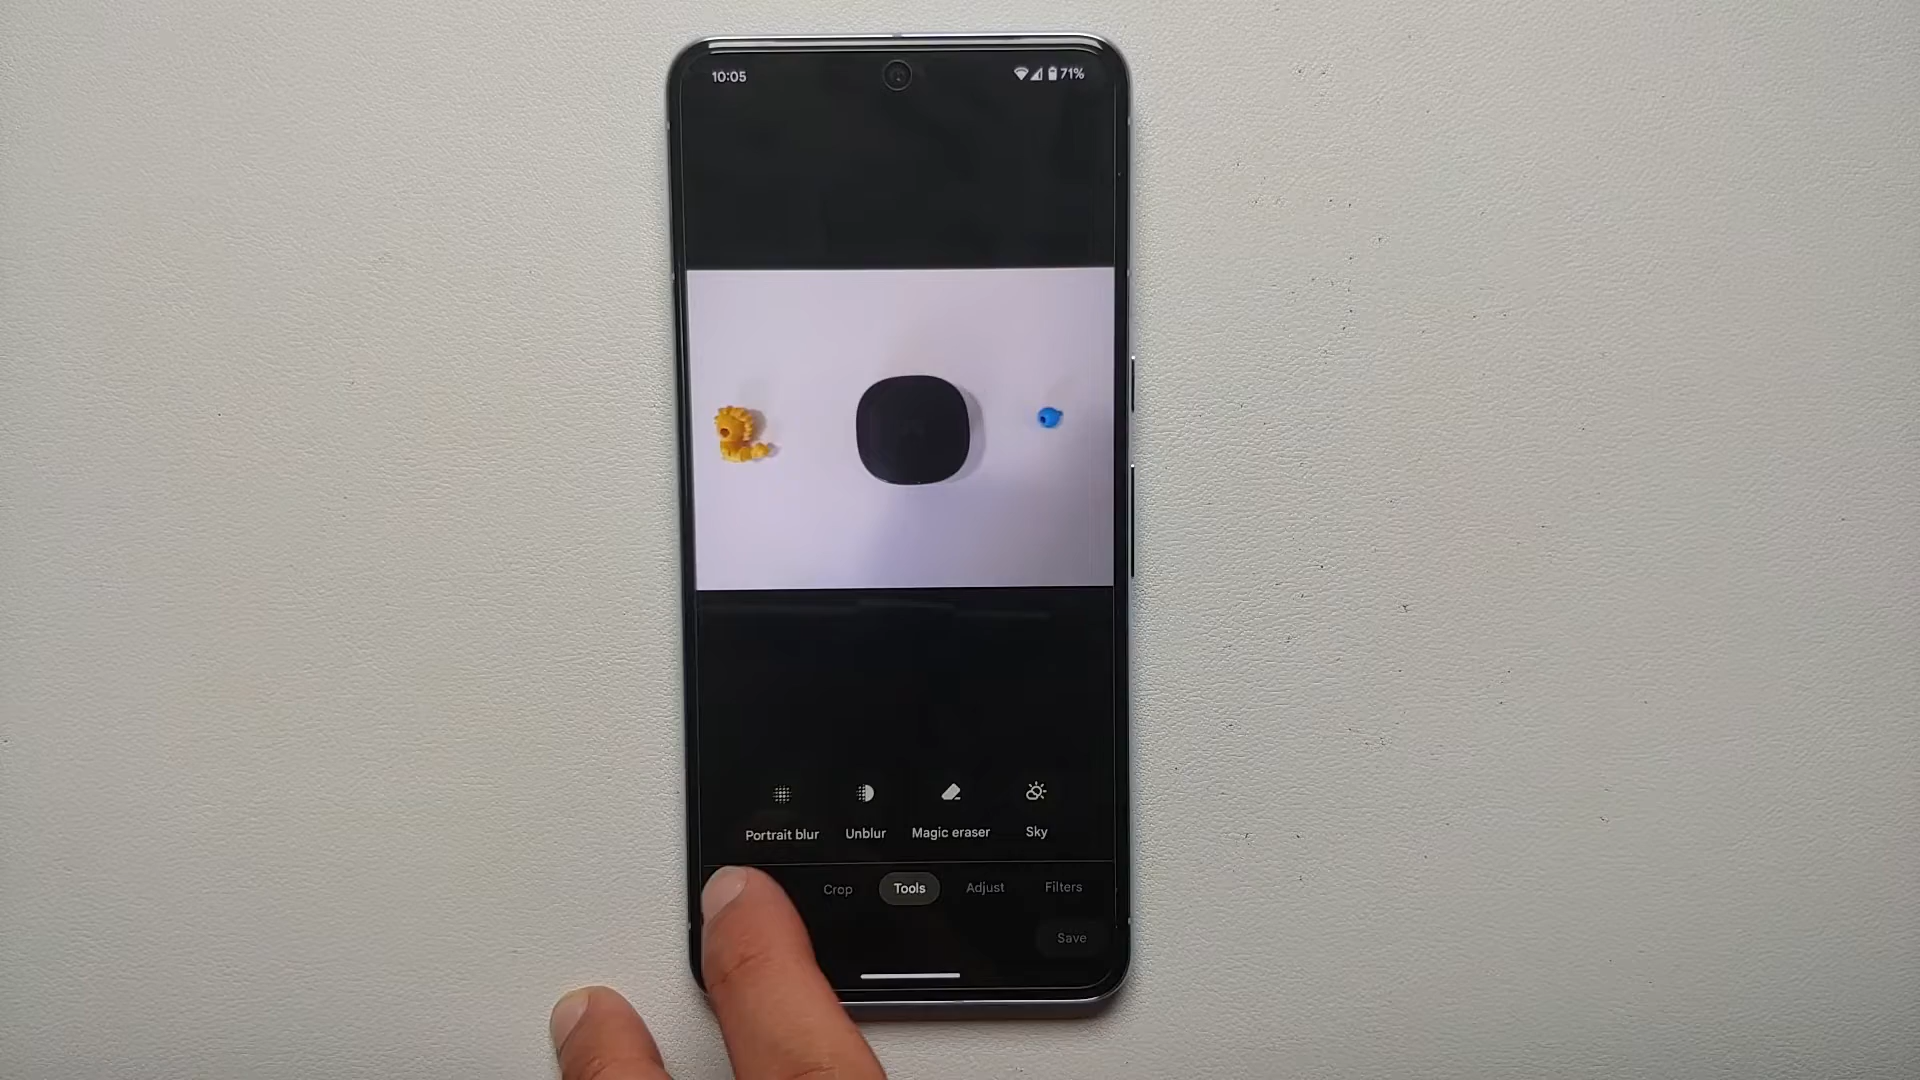 10:05 71%
Portrait blur Unblur Magic eraser Sky
Crop Tools Adjust Filters
Save